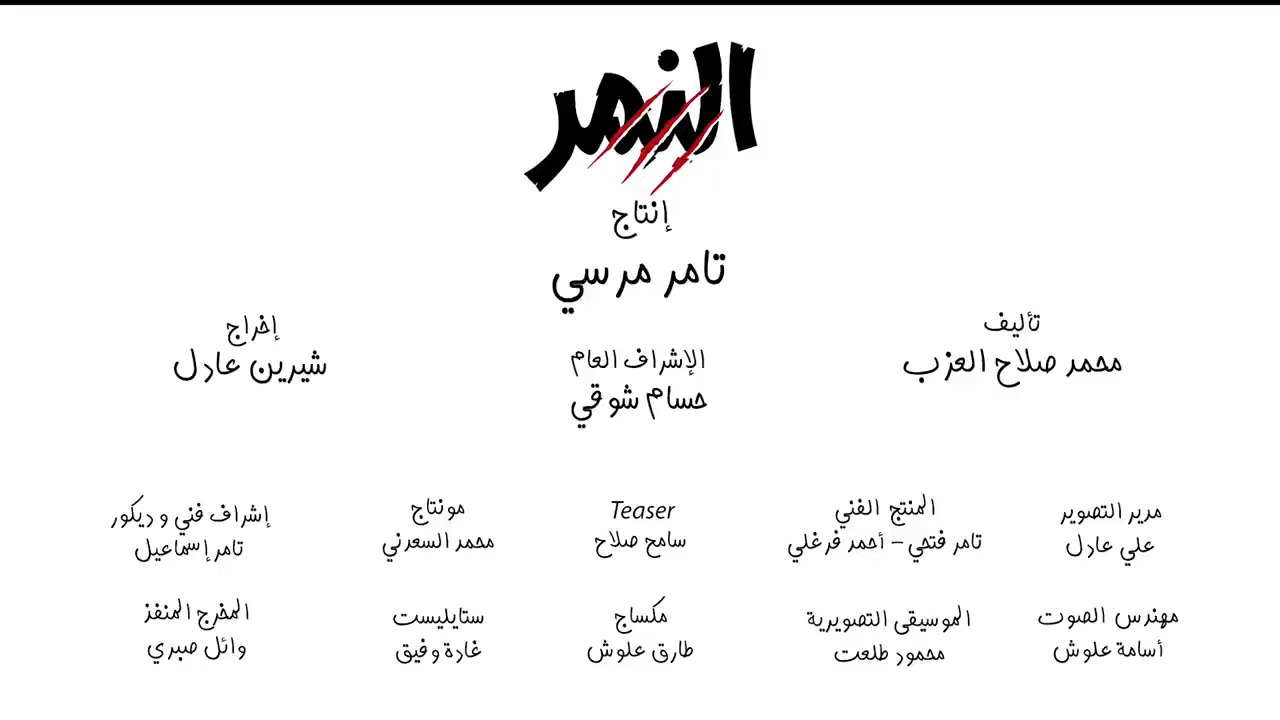 النمر
إنتاج
تامر مرسي
تأليف
محمد صلاح العزب
الإشراف العام
حسام شوقي
إخراج
شيرين عادل
مدير التصوير
علي عادل
المنتج الفني
تامر فتحي – أحمد فرغلي
Teaser
سامح صلاح
مونتاج
محمد السعرني
إشراف فني و ديكور
تامر إسماعيل
مهندس الصوت
أسامة علوش
الموسيقى التصويرية
محمود طلعت
مكساج
طارق علوش
ستايليست
غادة وفيق
المخرج المنفذ
وائل صبري